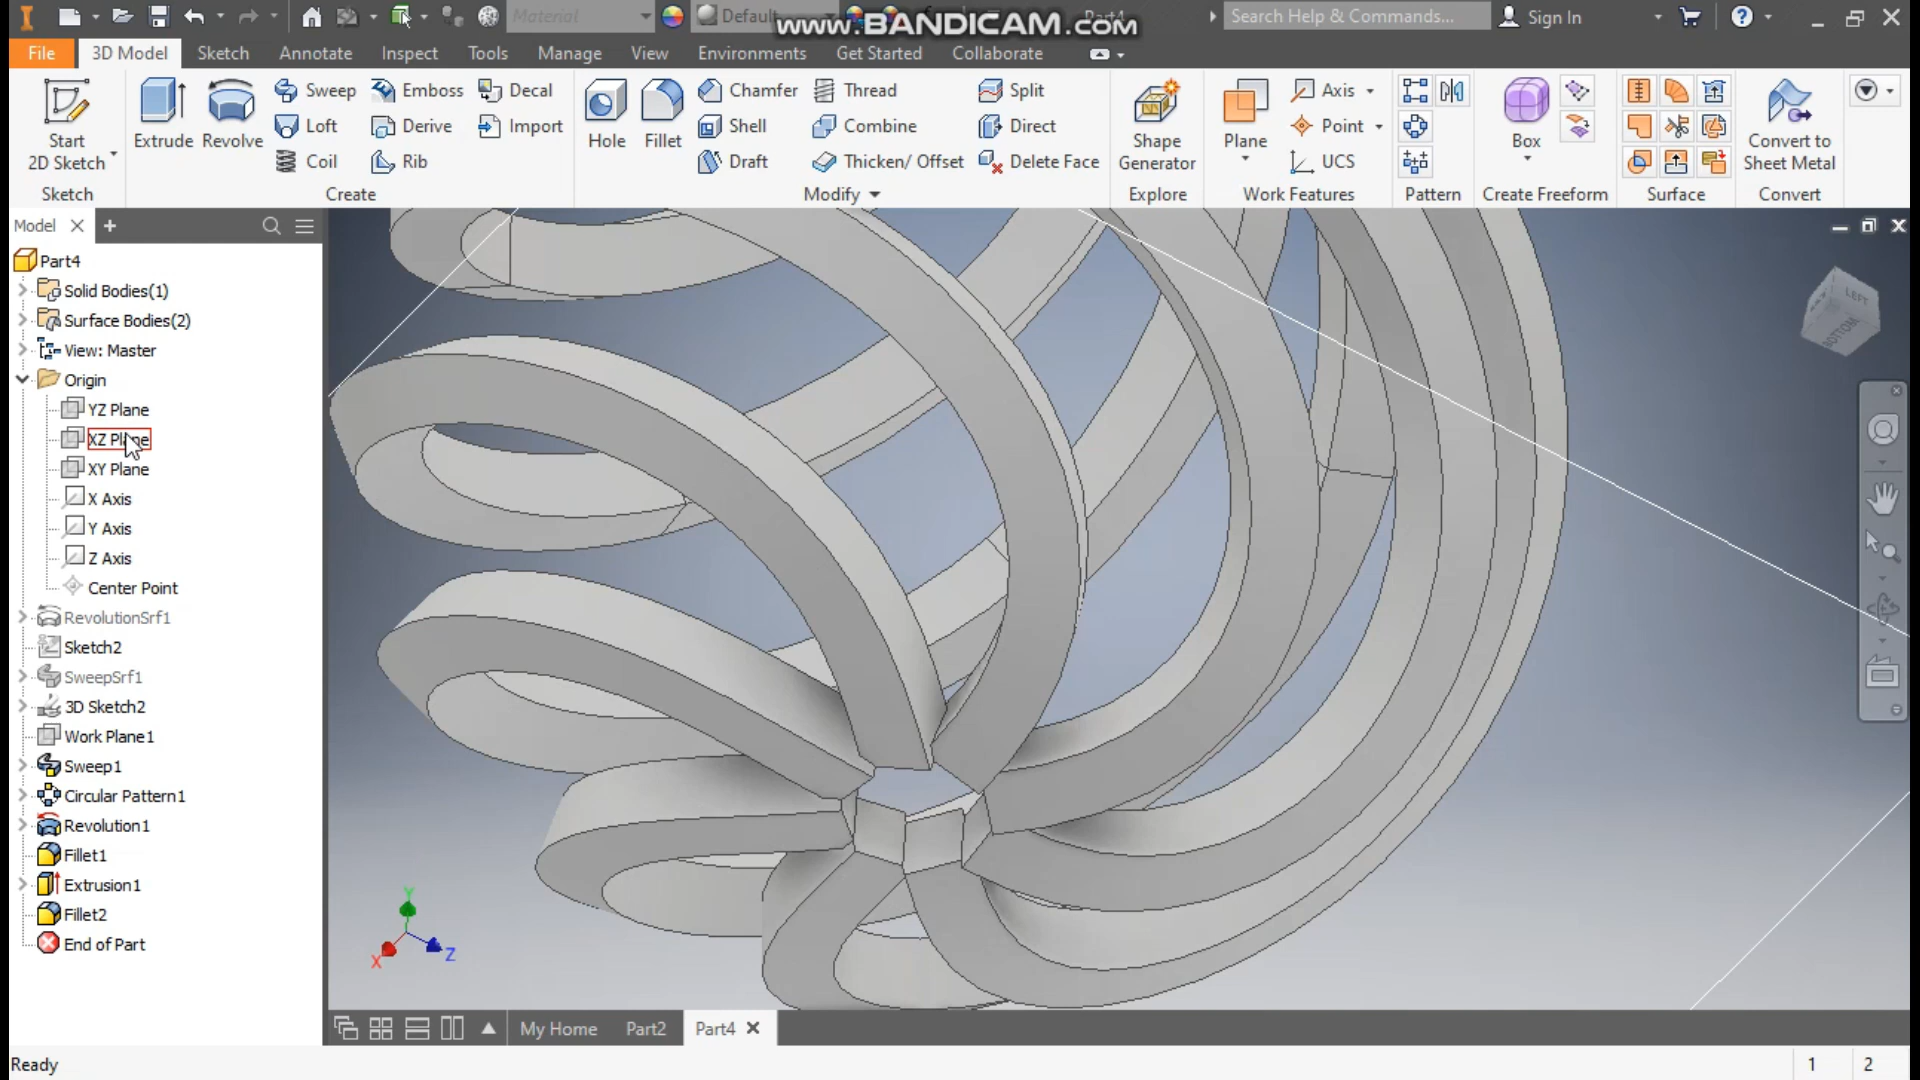 Material
Default
www.BANDICAM.com
Search Help & Commands...
Sign In
File
3D Model
Sketch
Annotate
Inspect
Tools
Manage
View
Environments
Get Started
Collaborate
Start
2D Sketch
Extrude
Revolve
Sweep
Emboss
Decal
Loft
Derive
Import
Coil
Rib
Hole
Fillet
Chamfer
Thread
Split
Shell
Combine
Direct
Draft
Thicken/ Offset
Delete Face
Shape
Generator
Plane
Axis
Point
UCS
Box
Convert to
Sheet Metal
Sketch
Create
Modify
Explore
Work Features
Pattern
Create Freeform
Surface
Convert
Model
Part4
Solid Bodies(1)
Surface Bodies(2)
View: Master
Origin
YZ Plane
XZ Plane
XY Plane
X Axis
Y Axis
Z Axis
Center Point
RevolutionSrf1
Sketch2
SweepSrf1
3D Sketch2
Work Plane1
Sweep1
Circular Pattern1
Revolution1
Fillet1
Extrusion1
Fillet2
End of Part
LEFT
BOTTOM
Y
X
Z
My Home
Part2
Part4
Ready
1
2